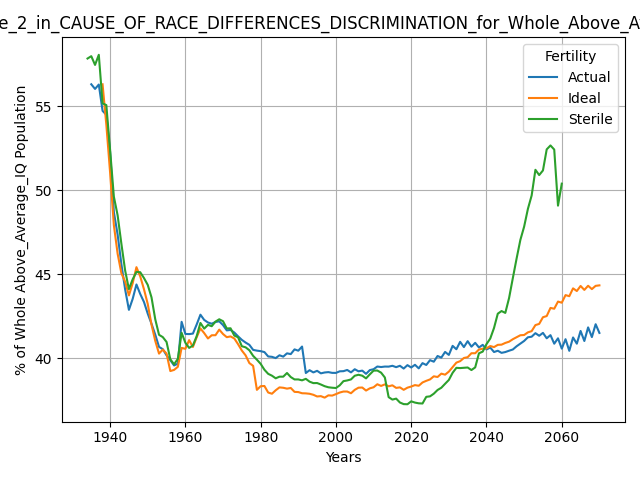 e_2_in_CAUSE_OF_RACE_DIFFERENCES_DISCRIMINATION_for_Whole_Above_A
Fertility
Actual
Ideal
Sterile
% of Whole Above_Average_IQ Population
55
50
45
40
1940 1960 1980 2000 2020 2040 2060
Years